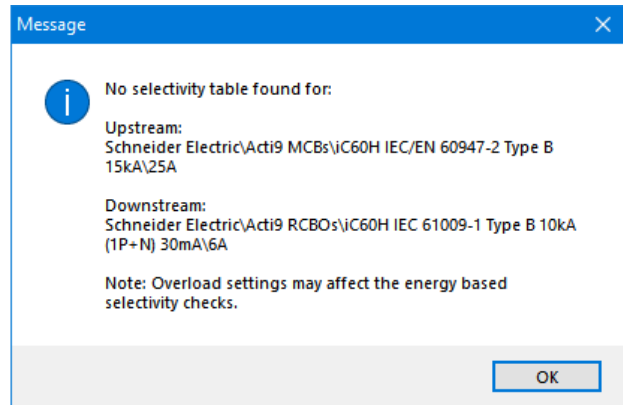 Message
No selectivity table found for:
Upstream:
Schneider Electric\Acti9 MCBs\iC60H IEC/EN 60947-2 Type B
15kA\25A
Downstream:
Schneider Electric\Acti9 RCBOs\iC60H IEC 61009-1 Type B 10kA
(1P+N) 30mA\6A
Note: Overload settings may affect the energy based
selectivity checks.
OK